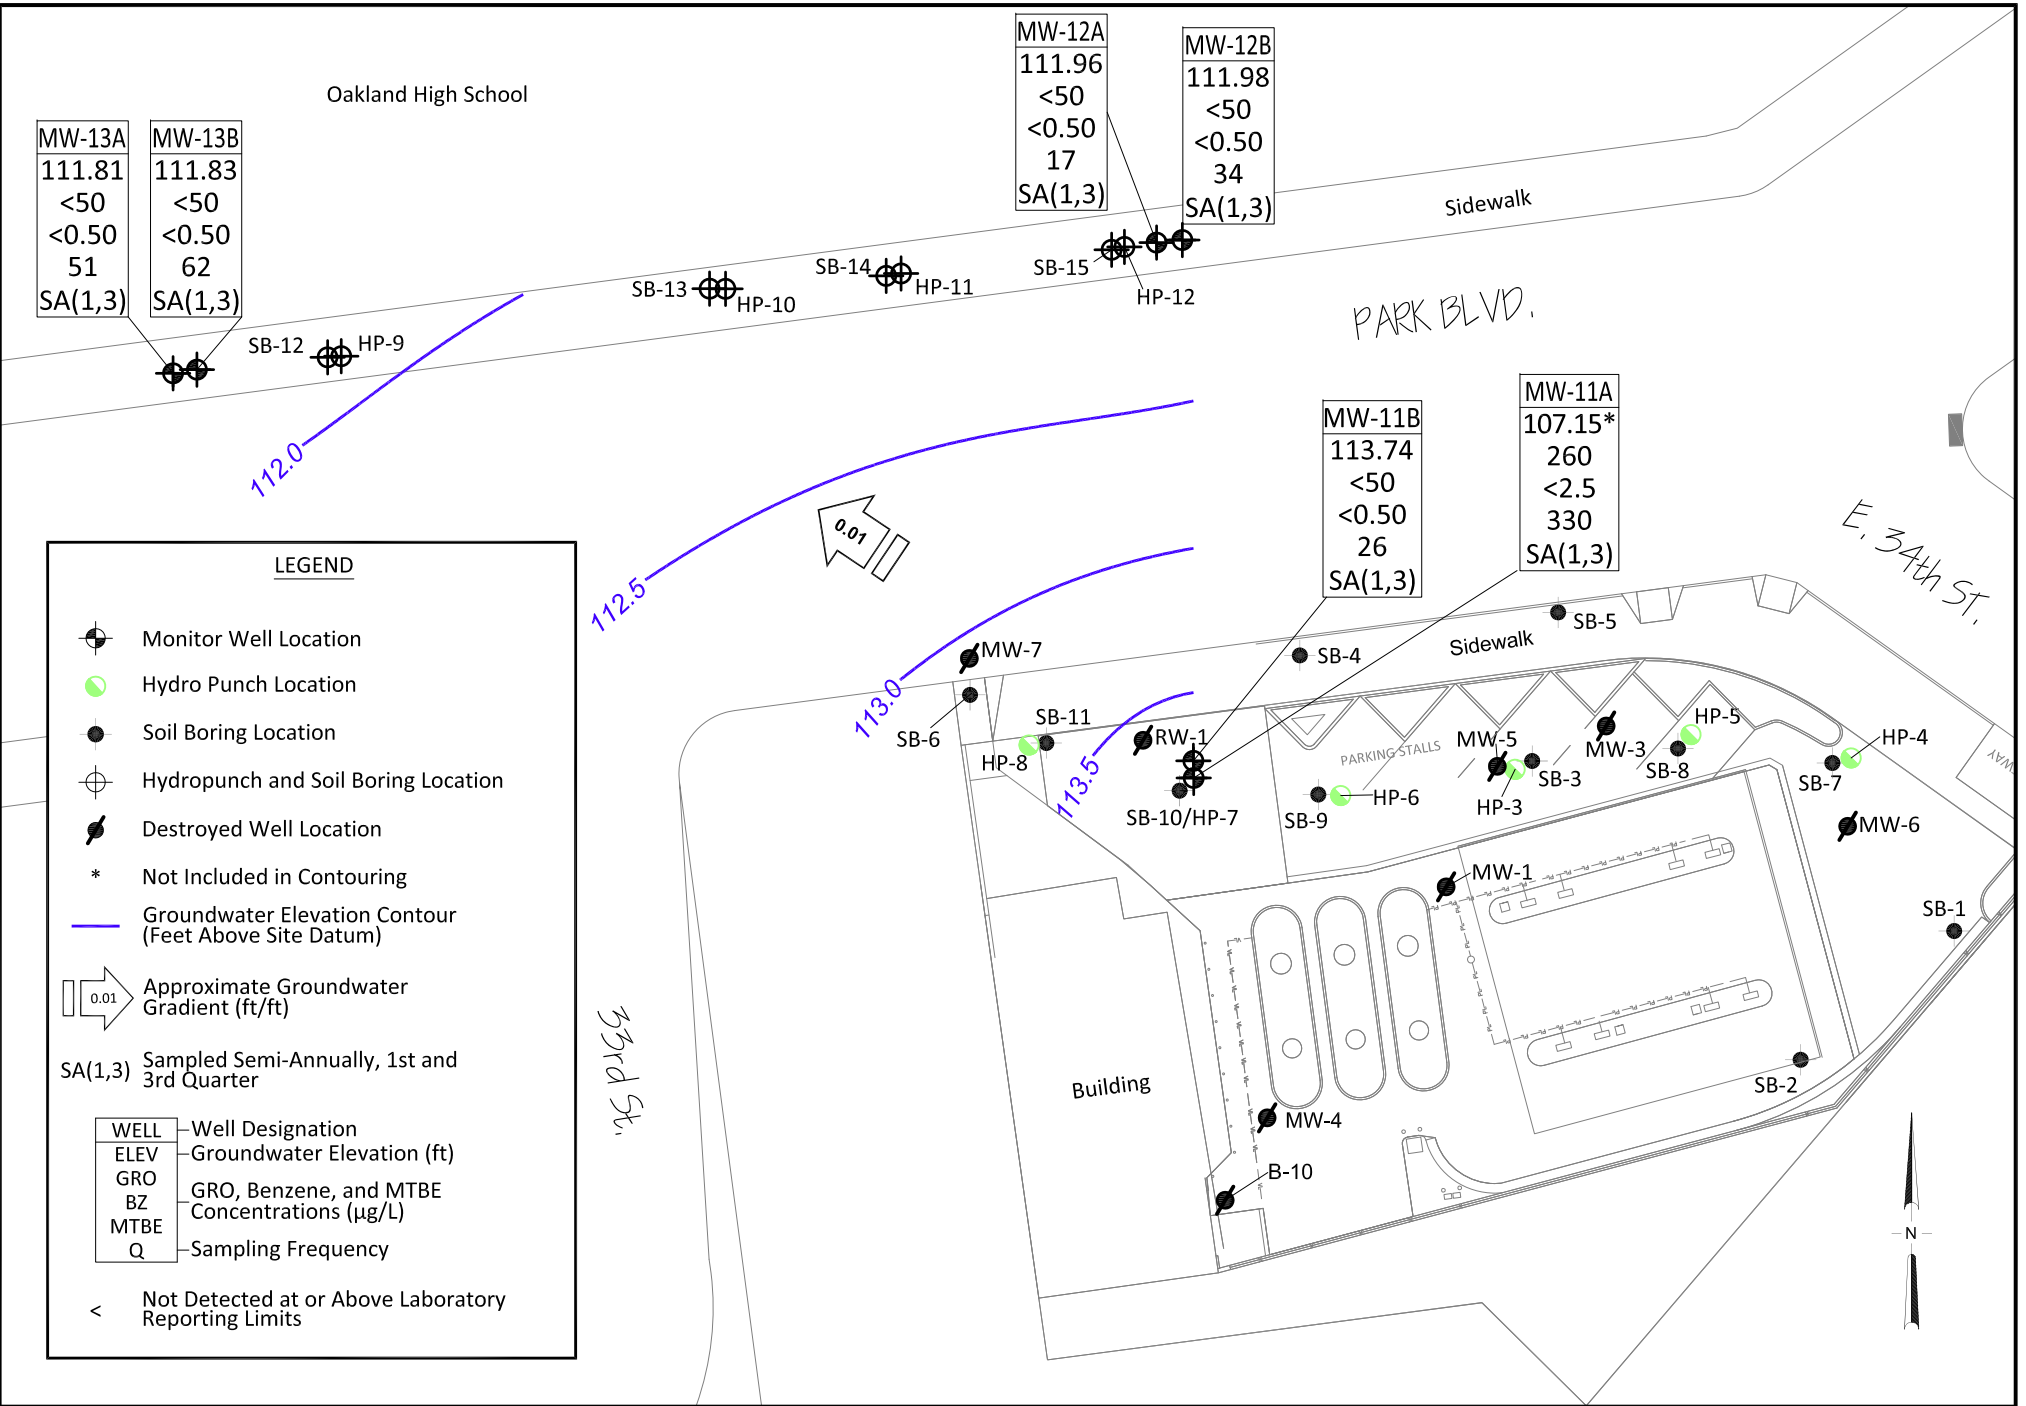 MW-12A
111.96
<50
<0.50
17
SA(1,3)
MW-12B
111.98
<50
<0.50
34
SA(1,3)
Oakland High School
MW-13A
111.81
<50
<0.50
51
SA(1,3)
MW-13B
111.83
<50
<0.50
62
SA(1,3)
Sidewalk
SB-15
HP-12
SB-14
HP-11
SB-13
HP-10
SB-12
HP-9
PARK BLVD.
112.0
MW-11B
113.74
<50
<0.50
26
SA(1,3)
MW-11A
107.15*
260
<2.5
330
SA(1,3)
E. 34th ST.
0.01
112.5
113.0
113.5
SB-5
Sidewalk
SB-4
MW-7
SB-6
SB-11
HP-8
RW-1
SB-10/HP-7
PARKING STALLS
SB-9
HP-6
MW-5
HP-3
SB-3
MW-3
HP-5
SB-8
HP-4
SB-7
MW-6
MW-1
SB-1
SB-2
Building
MW-4
B-10
33rd St.
N
LEGEND
Monitor Well Location
Hydro Punch Location
Soil Boring Location
Hydropunch and Soil Boring Location
Destroyed Well Location
* Not Included in Contouring
Groundwater Elevation Contour
(Feet Above Site Datum)
0.01
Approximate Groundwater
Gradient (ft/ft)
SA(1,3) Sampled Semi-Annually, 1st and
3rd Quarter
WELL Well Designation
ELEV Groundwater Elevation (ft)
GRO
BZ
MTBE
GRO, Benzene, and MTBE
Concentrations (µg/L)
Q Sampling Frequency
< Not Detected at or Above Laboratory
Reporting Limits